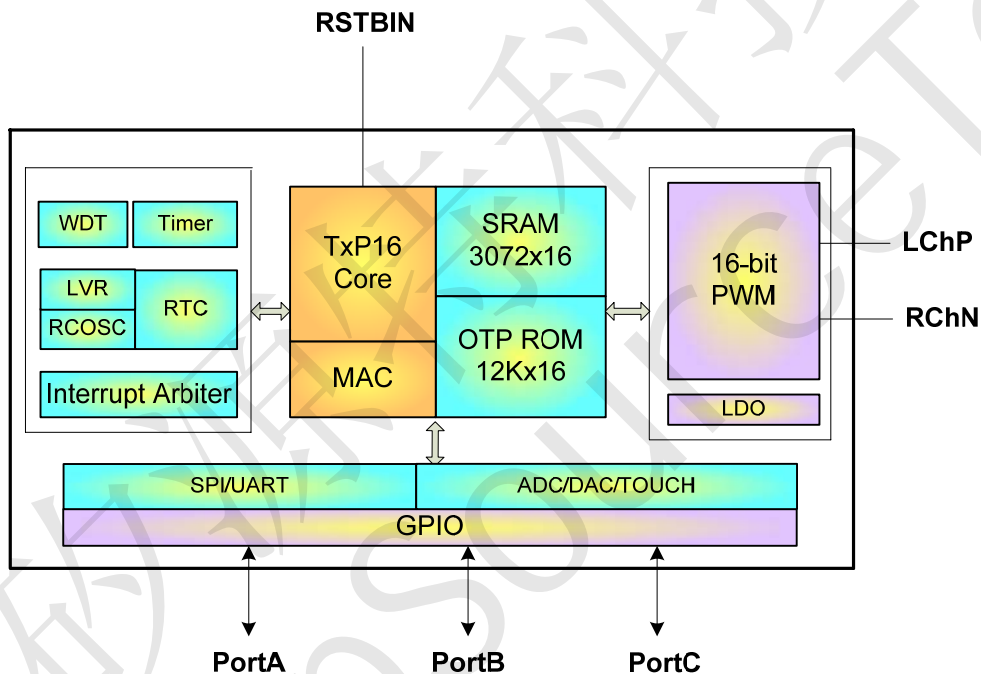 RSTBIN
WDT
Timer
LVR
RCOSC
RTC
Interrupt Arbiter
TxP16
Core
MAC
SRAM
3072x16
OTP ROM
12Kx16
16-bit
PWM
LDO
LChP
RChN
SPI/UART
ADC/DAC/TOUCH
GPIO
PortA
PortB
PortC